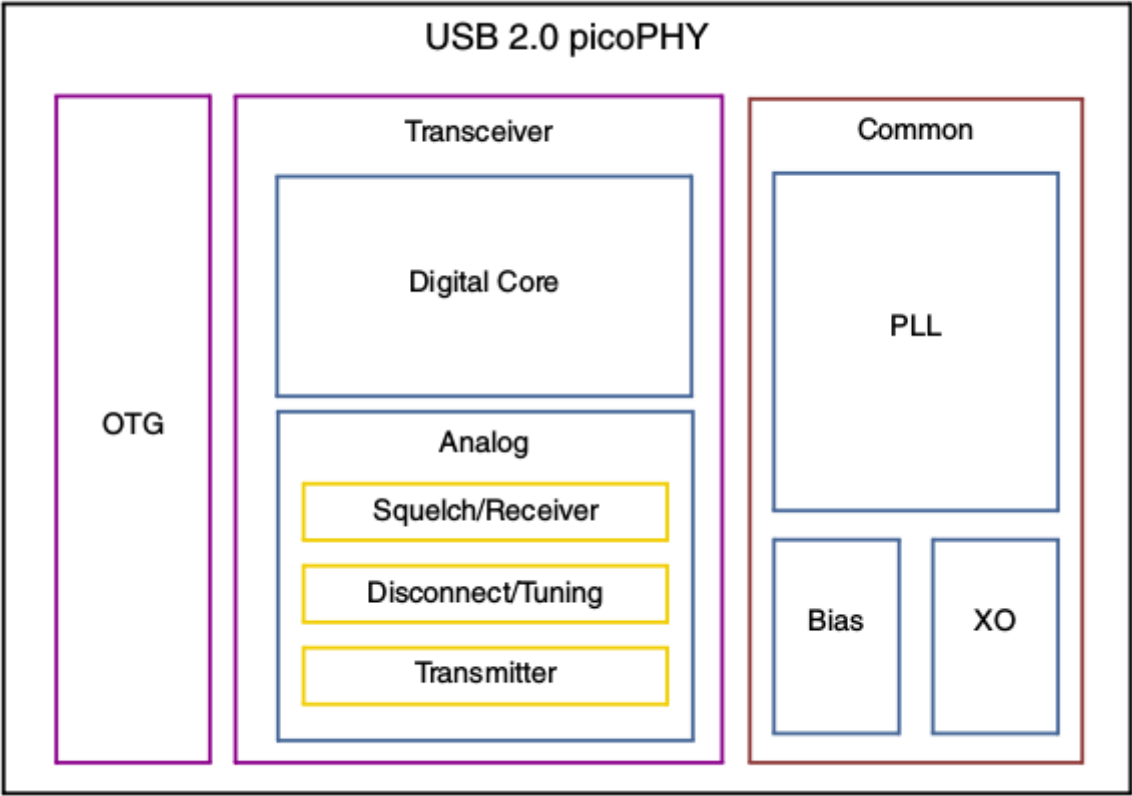 USB 2.0 picoPHY
OTG
Transceiver
Digital Core
Analog
Squelch/Receiver
Disconnect/Tuning
Transmitter
Common
PLL
Bias
XO